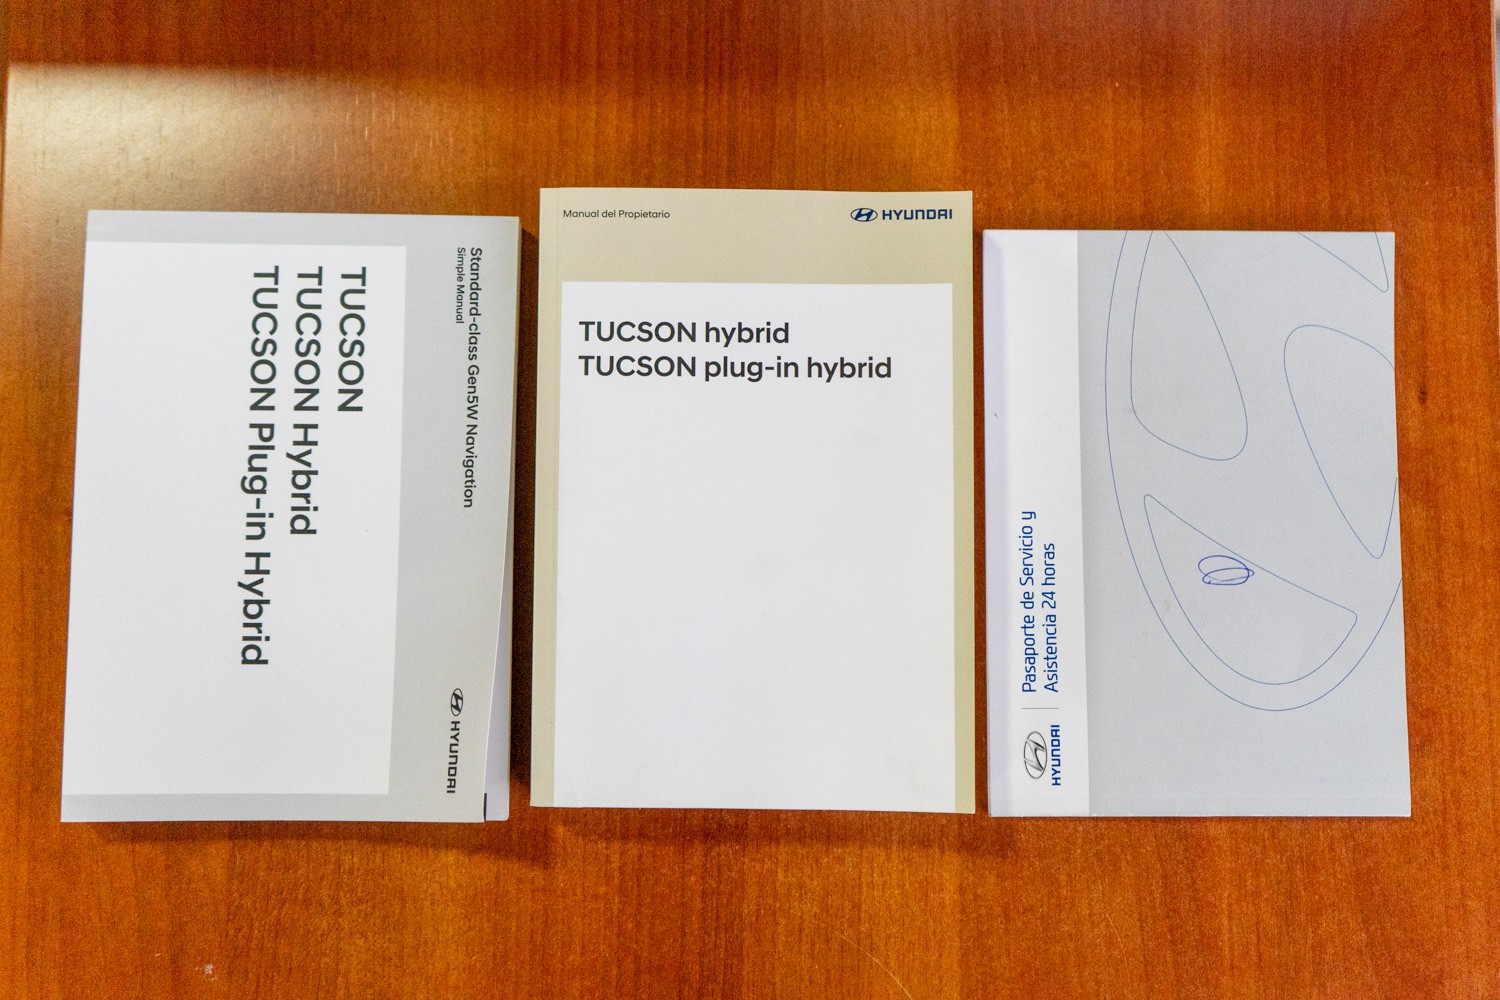 Standard-class Gen5W Navigation
Simple Manual
TUCSON
TUCSON Hybrid
TUCSON Plug-in Hybrid
HYUNDAI
Manual del Propietario
HYUNDAI
TUCSON hybrid
TUCSON plug-in hybrid
Pasaporte de Servicio y
Asistencia 24 horas
HYUNDAI